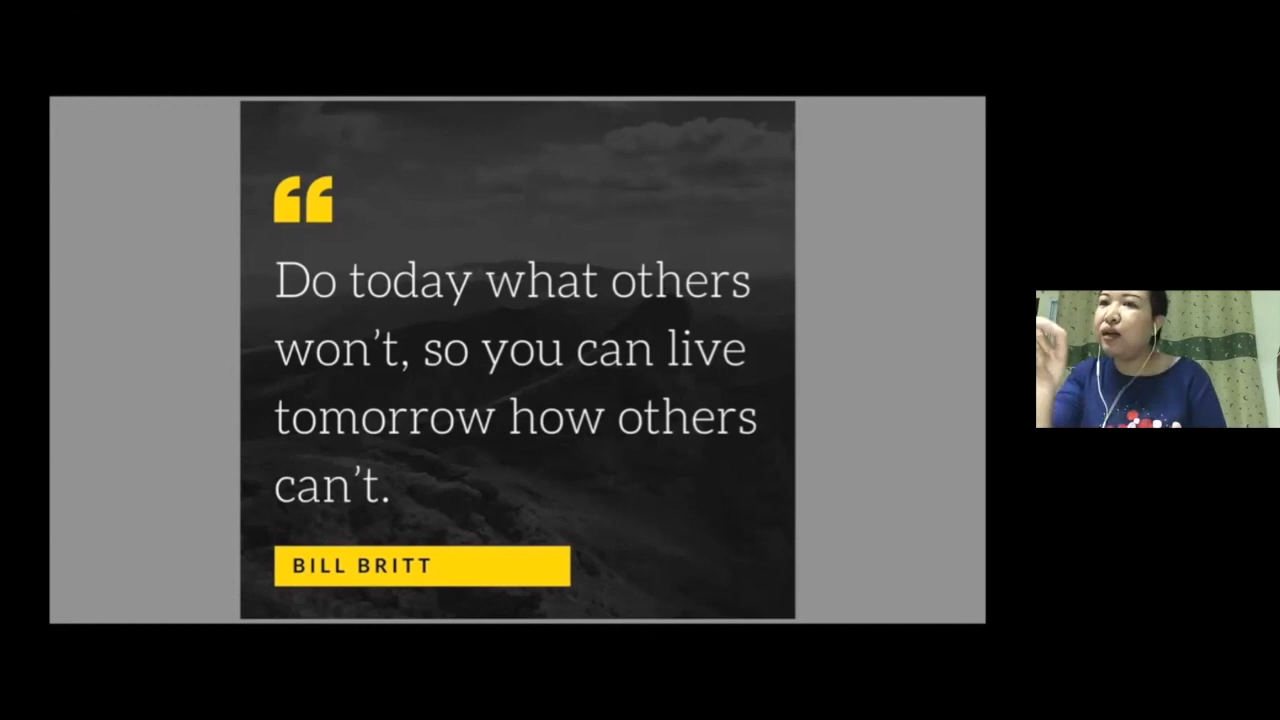 “
Do today what others
won’t, so you can live
tomorrow how others
can’t.
BILL BRITT